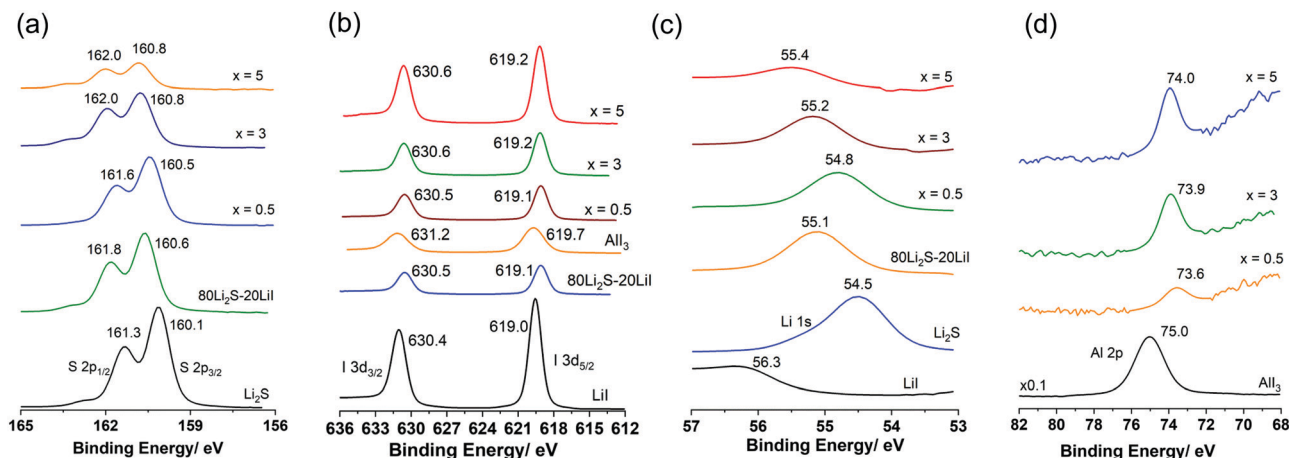 (a)
162.0 160.8
x = 5
162.0 160.8
x = 3
161.6 160.5
x = 0.5
161.8 160.6
80Li₂S-20LiI
161.3 160.1
S 2p₁/₂ S 2p₃/₂
Li₂S
165 162 159 156
Binding Energy/ eV
(b)
630.6 619.2
x = 5
630.6 619.2
x = 3
630.5 619.1
x = 0.5
631.2 619.7
AlI₃
630.5 619.1
80Li₂S-20LiI
630.4 619.0
I 3d₃/₂ I 3d₅/₂
LiI
636 633 630 627 624 621 618 615 612
Binding Energy/ eV
(c)
55.4
x = 5
55.2
x = 3
54.8
x = 0.5
55.1
80Li₂S-20LiI
54.5
Li 1s
Li₂S
56.3
LiI
57 56 55 54 53
Binding Energy/ eV
(d)
74.0
x = 5
73.9
x = 3
73.6
x = 0.5
75.0
Al 2p
x0.1
AlI₃
82 80 78 76 74 72 70 68
Binding Energy/ eV